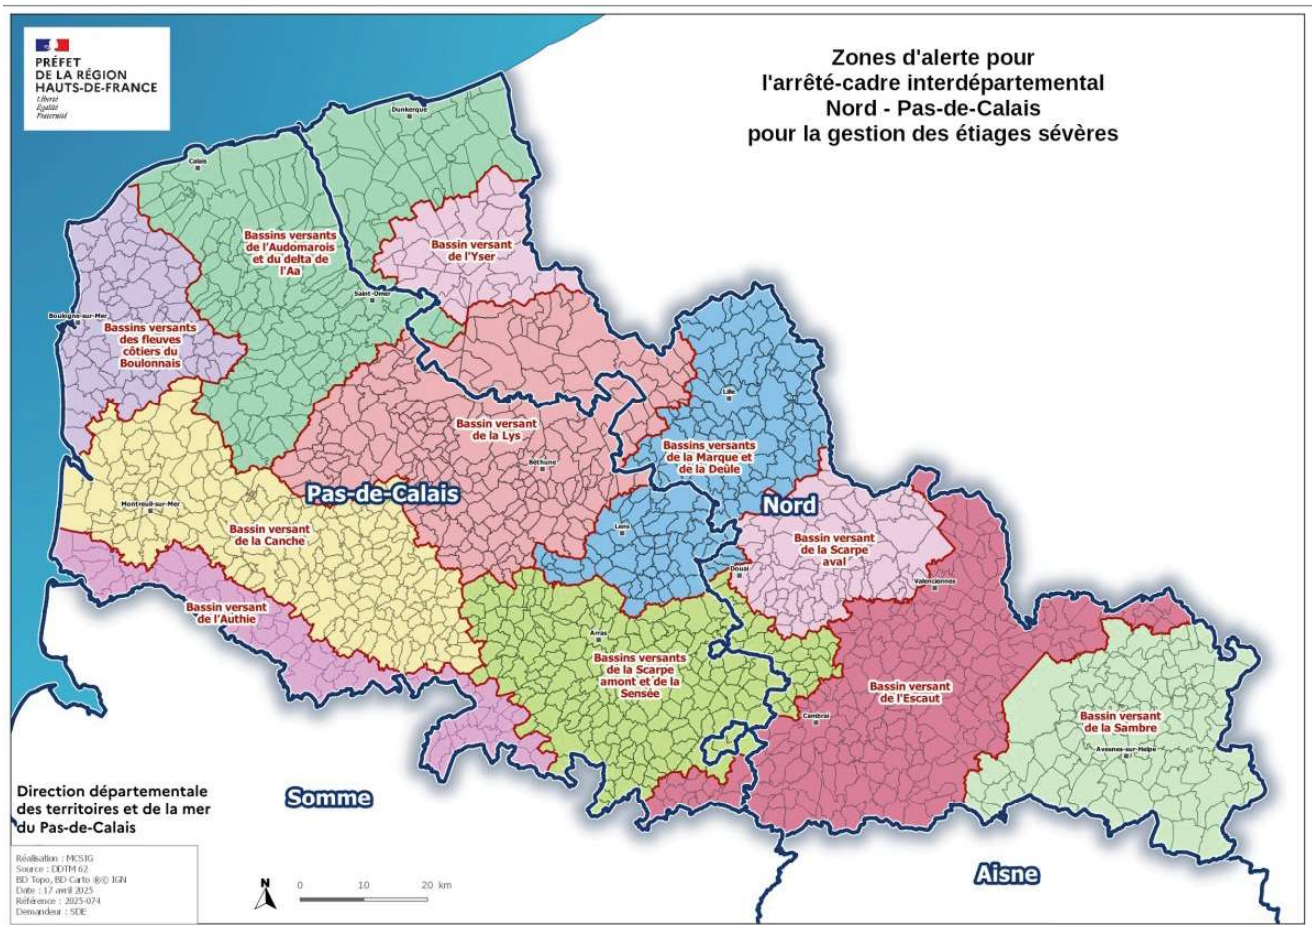 PRÉFET
DE LA RÉGION
HAUTS-DE-FRANCE
Liberté
Égalité
Fraternité
Zones d'alerte pour
l'arrêté-cadre interdépartemental
Nord - Pas-de-Calais
pour la gestion des étiages sévères
Dunkerque
Calais
Bassins versants
de l'Audomarois
et du delta de
l'Aa
Bassin versant
de l'Yser
Saint-Omer
Boulogne-sur-Mer
Bassins versants
des fleuves
côtiers du
Boulonnais
Lille
Bassin versant
de la Lys
Bassins versants
de la Marque et
de la Deûle
Béthune
Pas-de-Calais
Nord
Montreuil-sur-Mer
Bassin versant
de la Canche
Lens
Bassin versant
de la Scarpe
aval
Douai
Valenciennes
Bassin versant
de l'Authie
Arras
Bassins versants
de la Scarpe
amont et de la
Sensée
Bassin versant
de l'Escaut
Cambrai
Bassin versant
de la Sambre
Avesnes-sur-Helpe
Somme
Aisne
Direction départementale
des territoires et de la mer
du Pas-de-Calais
Réalisation : MCSIG
Source : DDTM 62
BD Topo, BD Carto ®© IGN
Date : 17 avril 2025
Référence : 2025-074
Demandeur : SDE
N
0 10 20 km